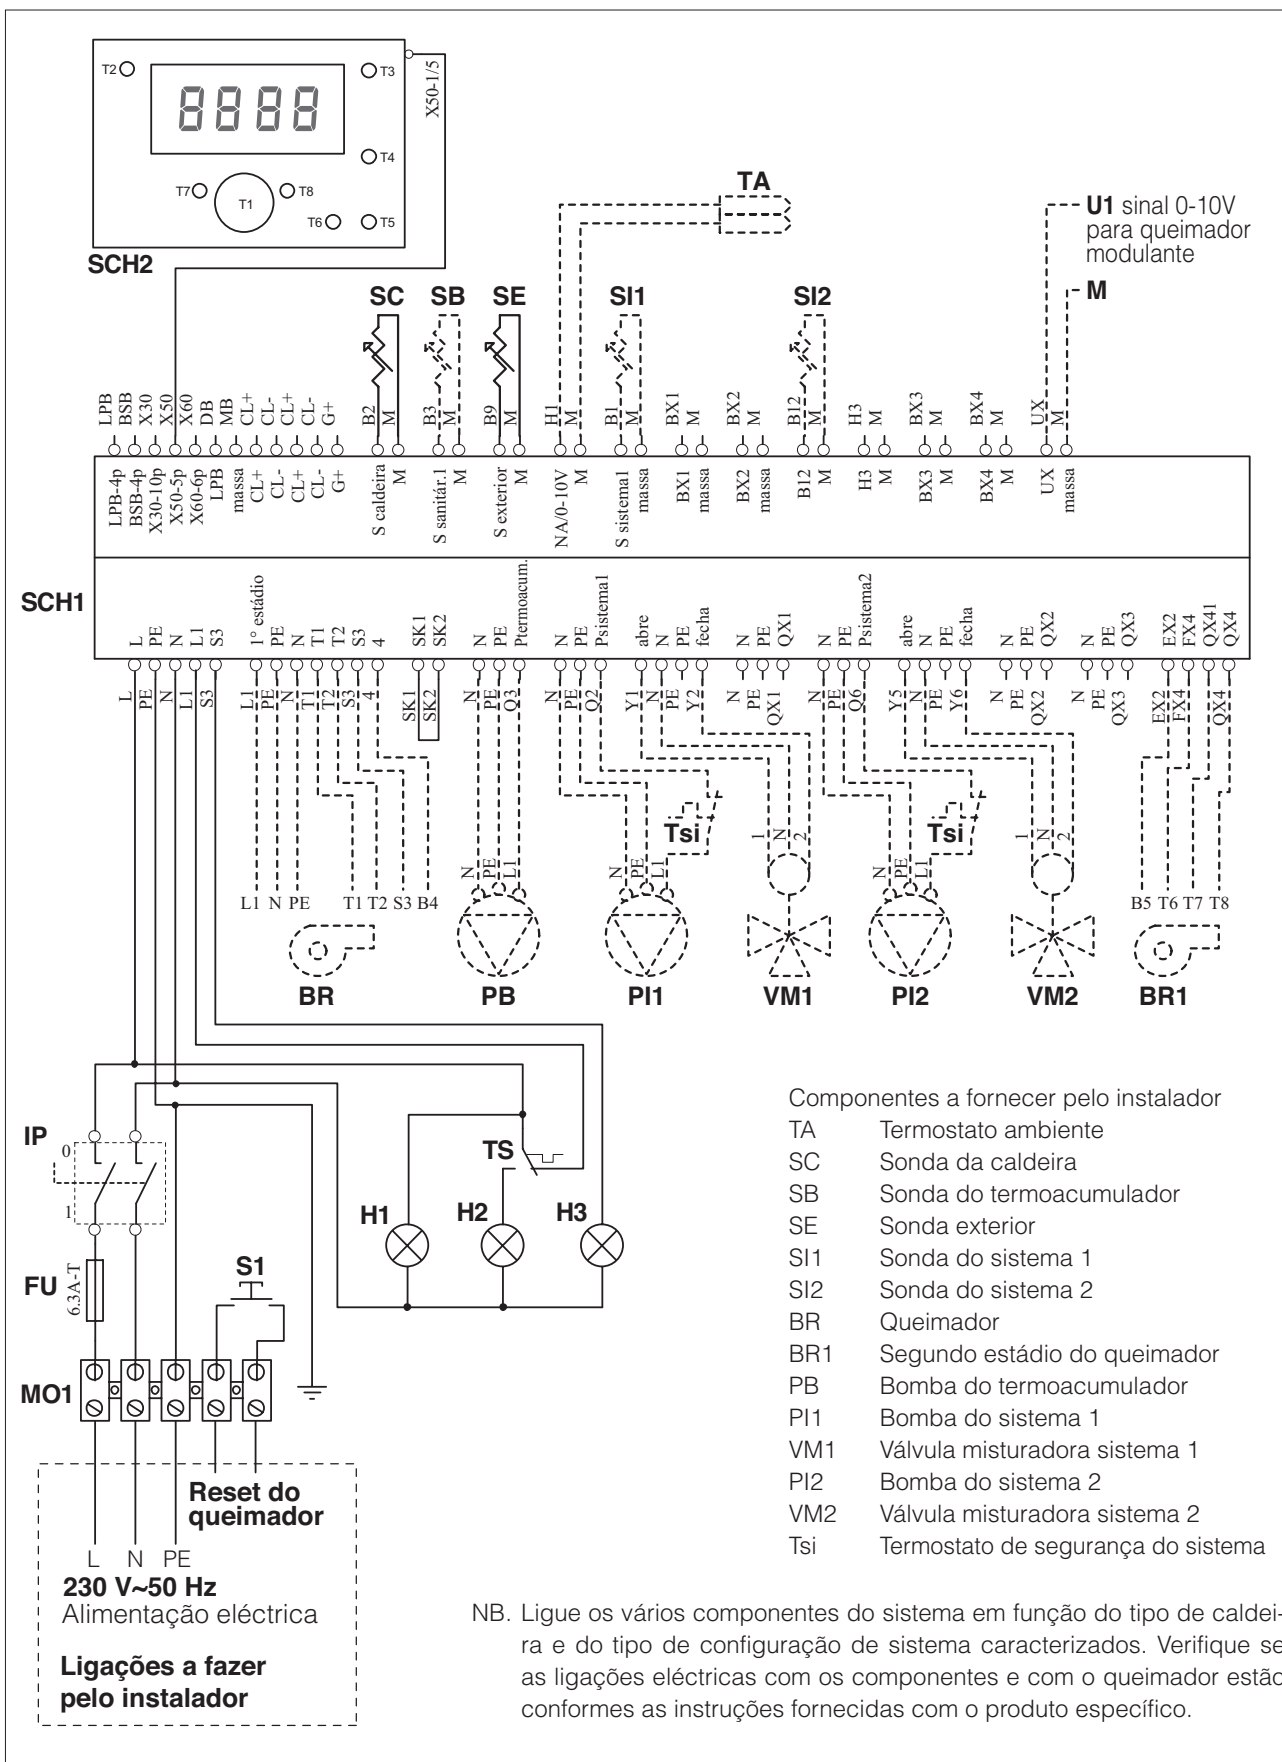 T2
T3
X50-1/5
8888
T4
T7
T1
T8
T6
T5
SCH2
TA
U1 sinal 0-10V
para queimador
modulante
M
SC
SB
SE
SI1
SI2
LPB
BSB
X30
X50
X60
DB
MB
CL+
CL-
CL+
CL-
G+
B2
M
B3
M
B9
M
H1
M
B1
M
BX1
M
BX2
M
B12
M
H3
M
BX3
M
BX4
M
UX
M
LPB-4p
BSB-4p
X30-10p
X50-5p
X60-6p
LPB
massa
CL+
CL-
CL+
CL-
G+
S caldeira
M
S sanitár.1
M
S exterior
M
NA/0-10V
M
S sistema1
massa
BX1
massa
BX2
massa
B12
M
H3
M
BX3
M
BX4
M
UX
massa
SCH1
L
PE
N
L1
S3
1º estádio
PE
N
T1
T2
S3
4
SK1
SK2
N
PE
Ptermoacum.
N
PE
Psistema1
abre
N
PE
fecha
N
PE
QX1
N
PE
Psistema2
abre
N
PE
fecha
N
PE
QX2
N
PE
QX3
EX2
FX4
QX41
QX4
L
PE
N
L1
S3
L1
PE
N
T1
T2
S3
4
SK1
SK2
N
PE
Q3
N
PE
Q2
Y1
N
PE
Y2
N
PE
QX1
N
PE
Q6
Y5
N
PE
Y6
N
PE
QX2
N
PE
QX3
EX2
FX4
QX41
QX4
Tsi
Tsi
1 N 2
1 N 2
N PE L1
N PE L1
N PE L1
L1 N PE
T1 T2 S3 B4
B5 T6 T7 T8
BR
PB
PI1
VM1
PI2
VM2
BR1
IP
0
1
TS
H1
H2
H3
FU
6.3A-T
S1
MO1
Reset do
queimador
L N PE
230 V~50 Hz
Alimentação eléctrica
Ligações a fazer
pelo instalador
Componentes a fornecer pelo instalador
TA Termostato ambiente
SC Sonda da caldeira
SB Sonda do termoacumulador
SE Sonda exterior
SI1 Sonda do sistema 1
SI2 Sonda do sistema 2
BR Queimador
BR1 Segundo estádio do queimador
PB Bomba do termoacumulador
PI1 Bomba do sistema 1
VM1 Válvula misturadora sistema 1
PI2 Bomba do sistema 2
VM2 Válvula misturadora sistema 2
Tsi Termostato de segurança do sistema
NB. Ligue os vários componentes do sistema em função do tipo de caldei-
ra e do tipo de configuração de sistema caracterizados. Verifique se
as ligações eléctricas com os componentes e com o queimador estão
conformes as instruções fornecidas com o produto específico.